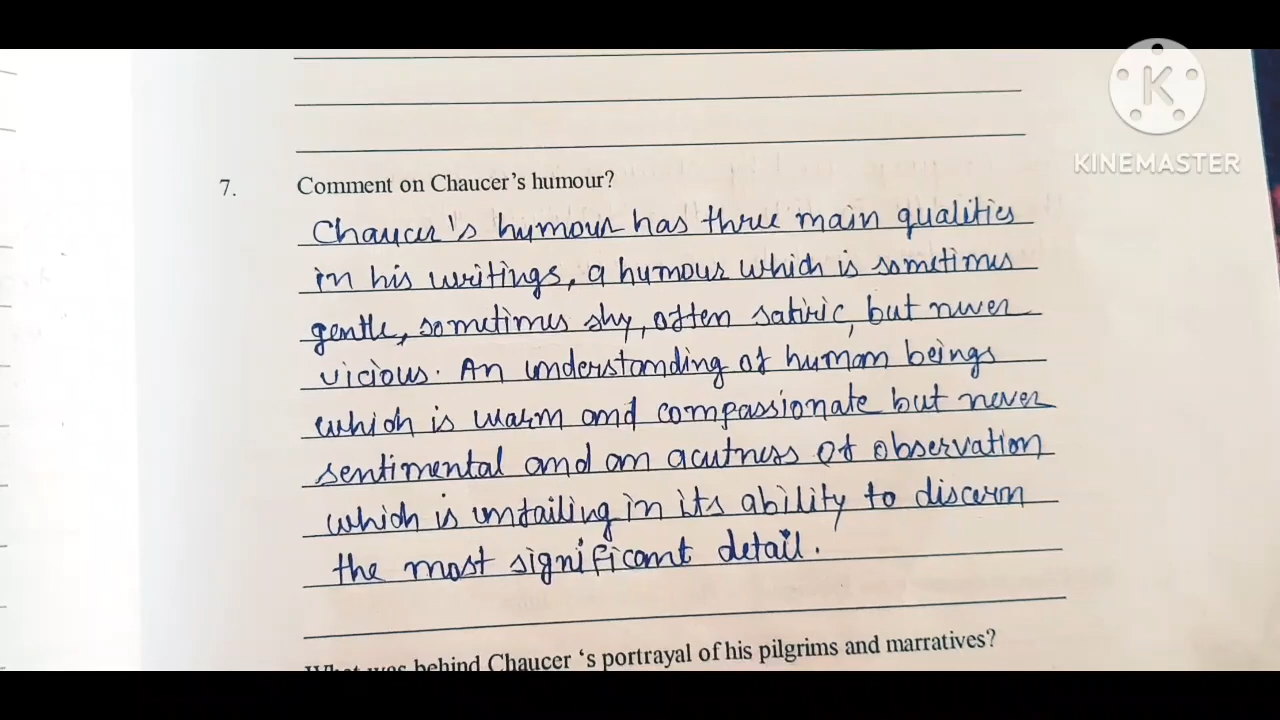 KINEMASTER
7. Comment on Chaucer's humour?
Chaucer's humour has three main qualities
in his writings, a humour which is sometimes
gentle, sometimes shy, often satiric, but never
vicious. An understanding of human beings
which is warm and compassionate but never
sentimental and an acutness of observation
which is unfailing in its ability to discern
the most significant detail.
What was behind Chaucer 's portrayal of his pilgrims and marratives?